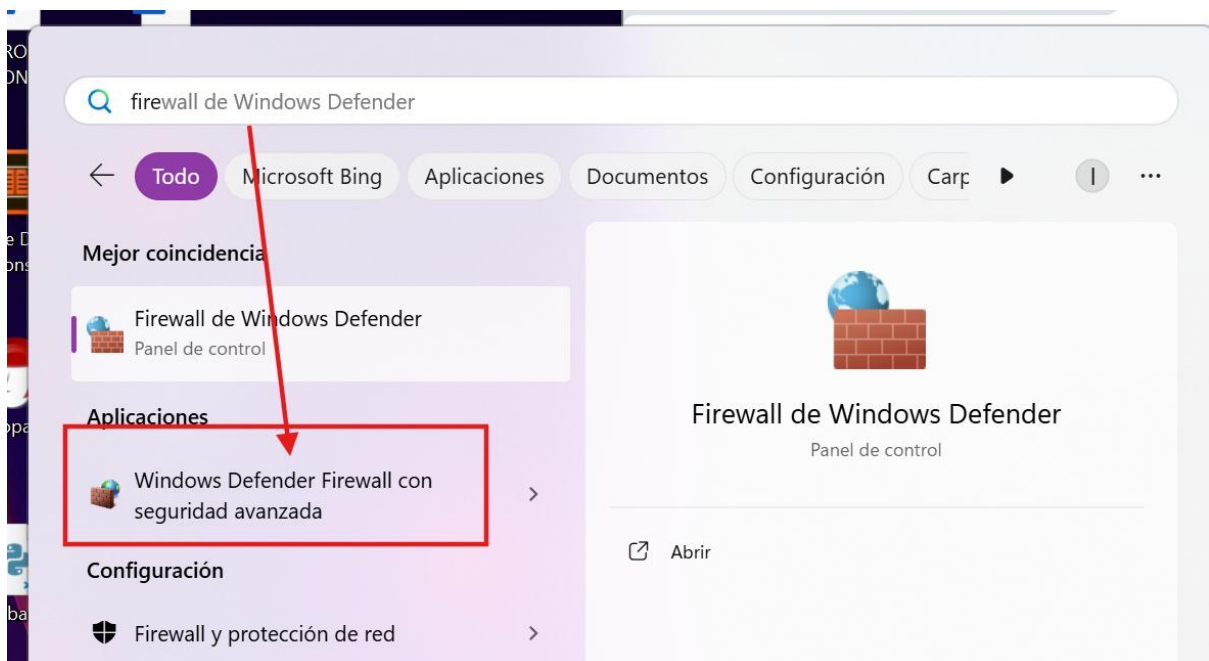 RO
ON
firewall de Windows Defender
Todo
Microsoft Bing
Aplicaciones
Documentos
Configuración
Carp
I
Mejor coincidencia
Firewall de Windows Defender
Panel de control
Aplicaciones
Windows Defender Firewall con
seguridad avanzada
Configuración
Firewall y protección de red
Firewall de Windows Defender
Panel de control
Abrir